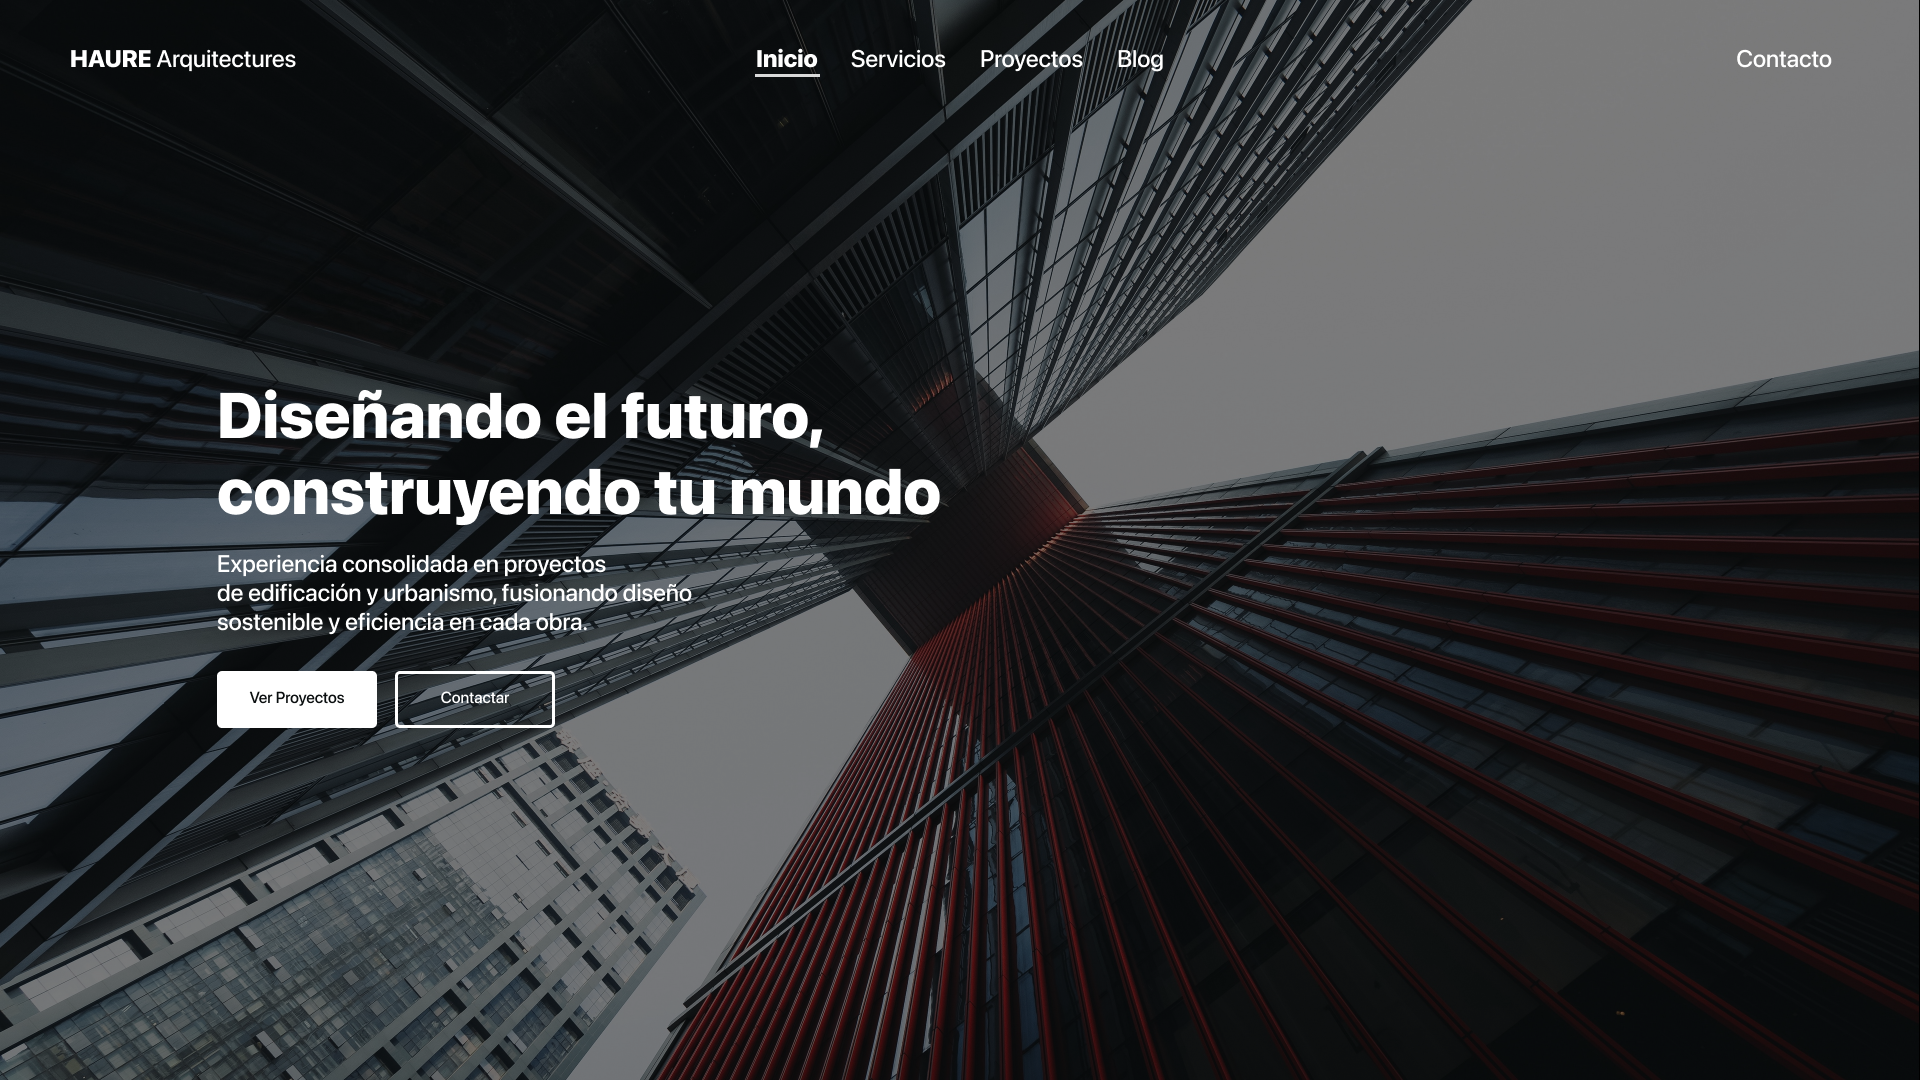 HAURE Arquitectures
Inicio
Servicios
Proyectos
Blog
Contacto
Diseñando el futuro,
construyendo tu mundo
Experiencia consolidada en proyectos
de edificación y urbanismo, fusionando diseño
sostenible y eficiencia en cada obra.
Ver Proyectos
Contactar